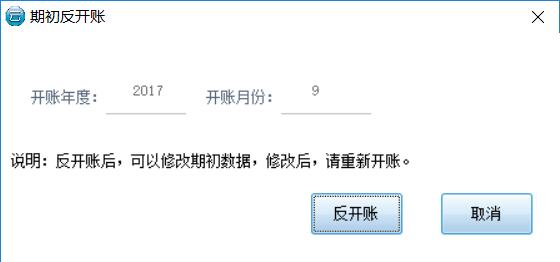 期初反开账
开账年度： 2017 开账月份： 9
说明：反开账后，可以修改期初数据，修改后，请重新开账。
反开账 取消